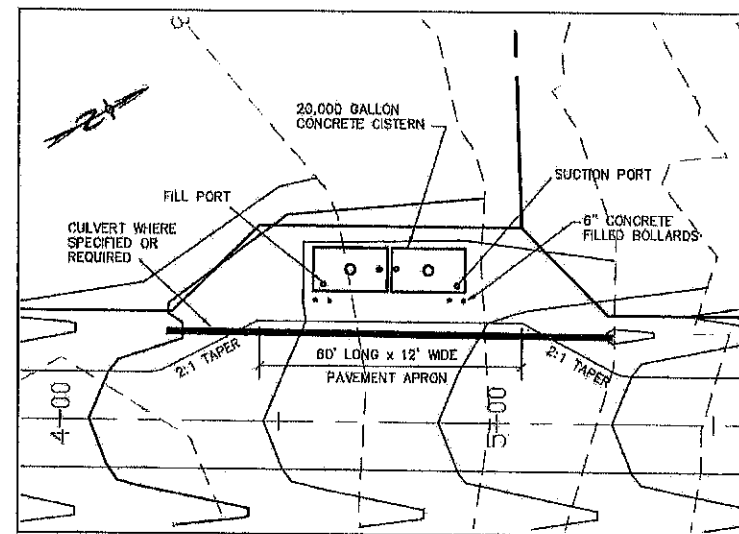 20,000 GALLON
CONCRETE CISTERN
SUCTION PORT
FILL PORT
6" CONCRETE
FILLED BOLLARDS
CULVERT WHERE
SPECIFIED OR
REQUIRED
2:1 TAPER
60' LONG x 12' WIDE
PAVEMENT APRON
2:1 TAPER
4+00
5+00